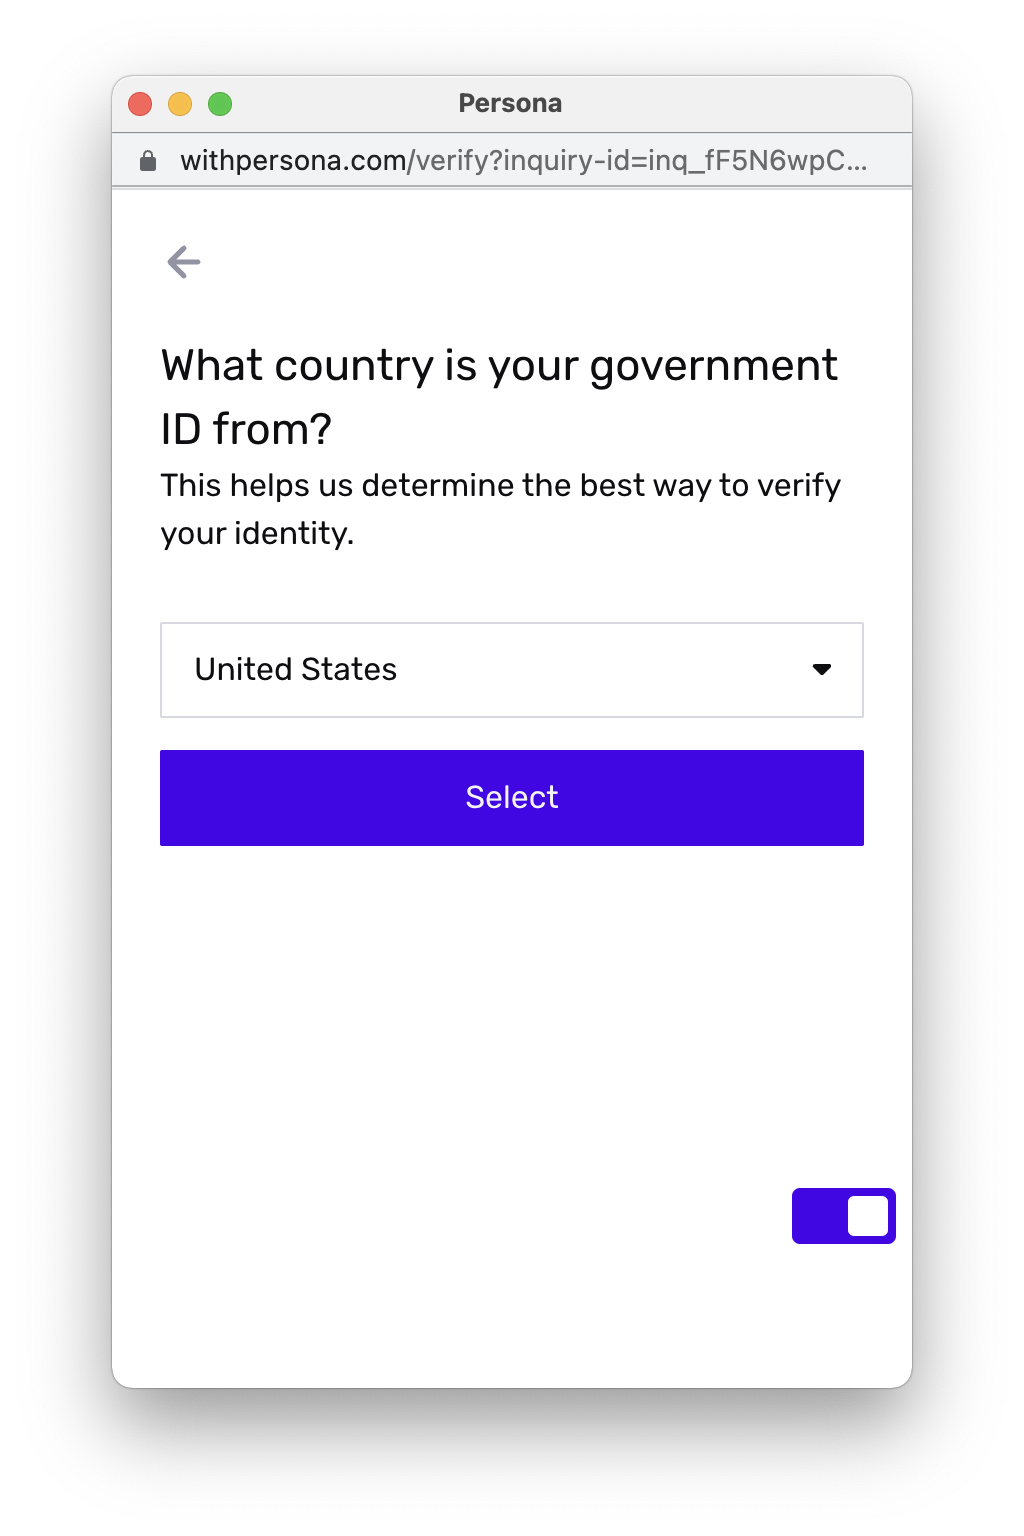 Persona
withpersona.com/verify?inquiry-id=inq_fF5N6wpC...
What country is your government
ID from?
This helps us determine the best way to verify
your identity.
United States
Select